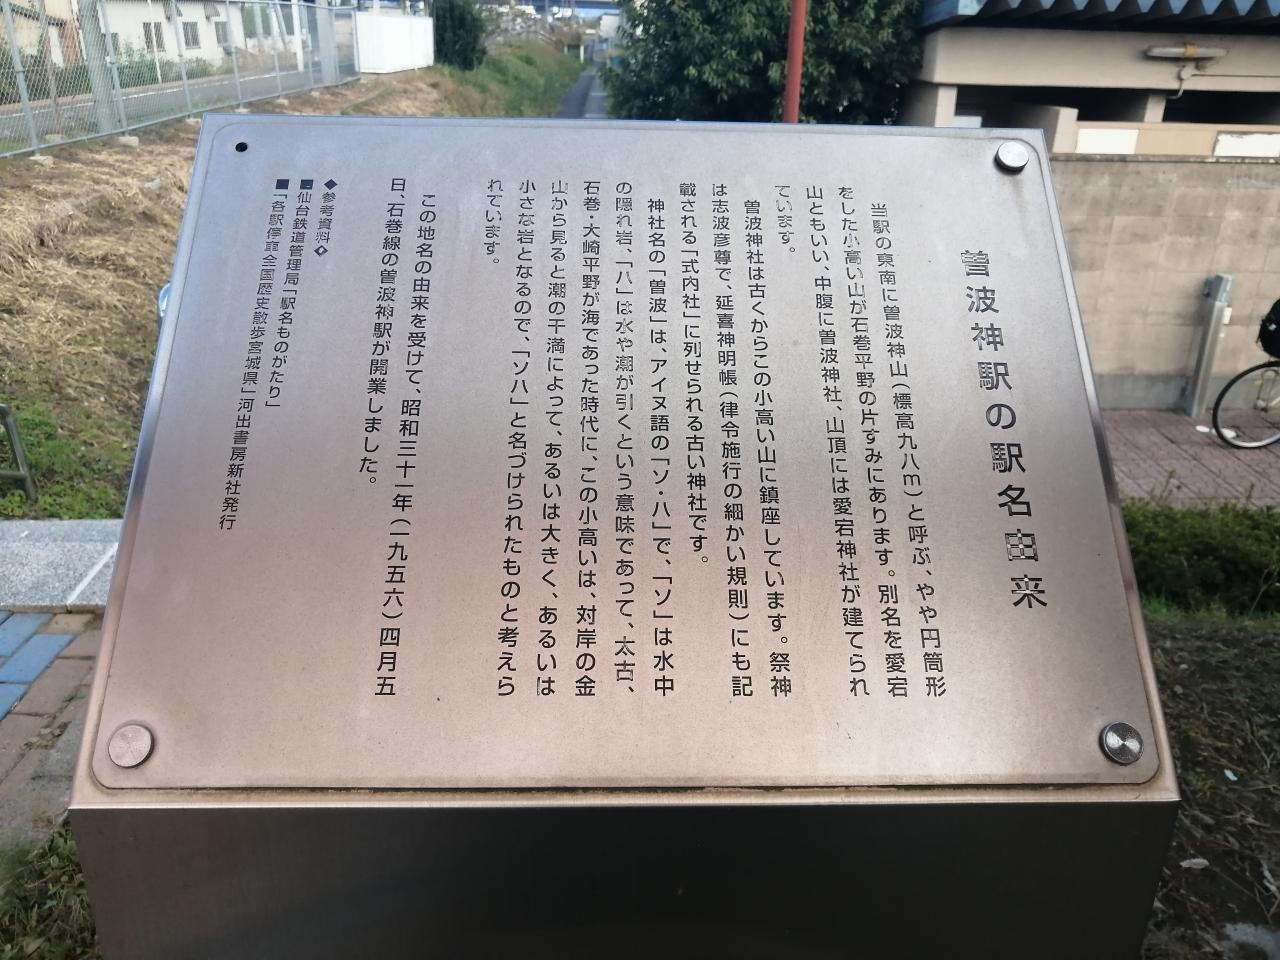 曽波神駅の駅名由来
当駅の東南に曽波神山(標高九八m)と呼ぶ、やや円筒形
をした小高い山が石巻平野の片すみにあります。別名を愛宕
山ともいい、中腹に曽波神社、山頂には愛宕神社が建てられ
ています。
曽波神社は古くからこの小高い山に鎮座しています。祭神
は志波彦尊で、延喜神明帳(律令施行の細かい規則)にも記
載される「式内社」に列せられる古い神社です。
神社名の「曽波」は、アイヌ語の「ソ・ハ」で、「ソ」は水中
の隠れ岩、「ハ」は水や潮が引くという意味であって、太古、
石巻・大崎平野が海であった時代に、この小高いは、対岸の金
山から見ると潮の干満によって、あるいは大きく、あるいは
小さな岩となるので、「ソハ」と名づけられたものと考えら
れています。
この地名の由来を受けて、昭和三十一年(一九五六)四月五
日、石巻線の曽波神駅が開業しました。
◆参考資料◇
■仙台鉄道管理局「駅名ものがたり」
■「各駅停車全国歴史散歩宮城県」河出書房新社発行